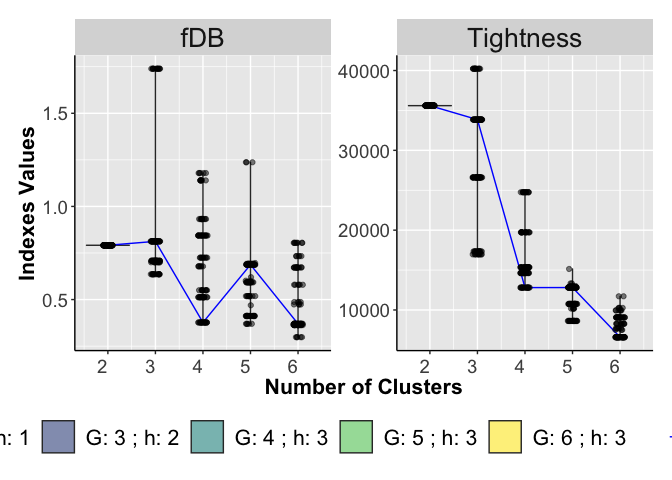 fDB
Tightness
Indexes Values
1.5
1.0
0.5
40000
30000
20000
10000
2 3 4 5 6
2 3 4 5 6
Number of Clusters
h: 1 G: 3 ; h: 2 G: 4 ; h: 3 G: 5 ; h: 3 G: 6 ; h: 3